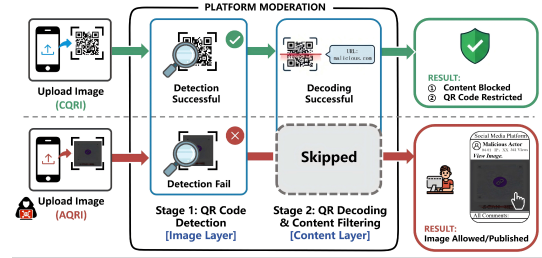 PLATFORM MODERATION
Upload Image
(CQRI)
Detection
Successful
URL:
malicious.com
Decoding
Successful
RESULT:
① Content Blocked
② QR Code Restricted
Upload Image
(AQRI)
Detection Fail
Skipped
Stage 1: QR Code
Detection
[Image Layer]
Stage 2: QR Decoding
& Content Filtering
[Content Layer]
Social Media Platform
Malicious Actor
View Image.
All Comments:
RESULT:
Image Allowed/Published